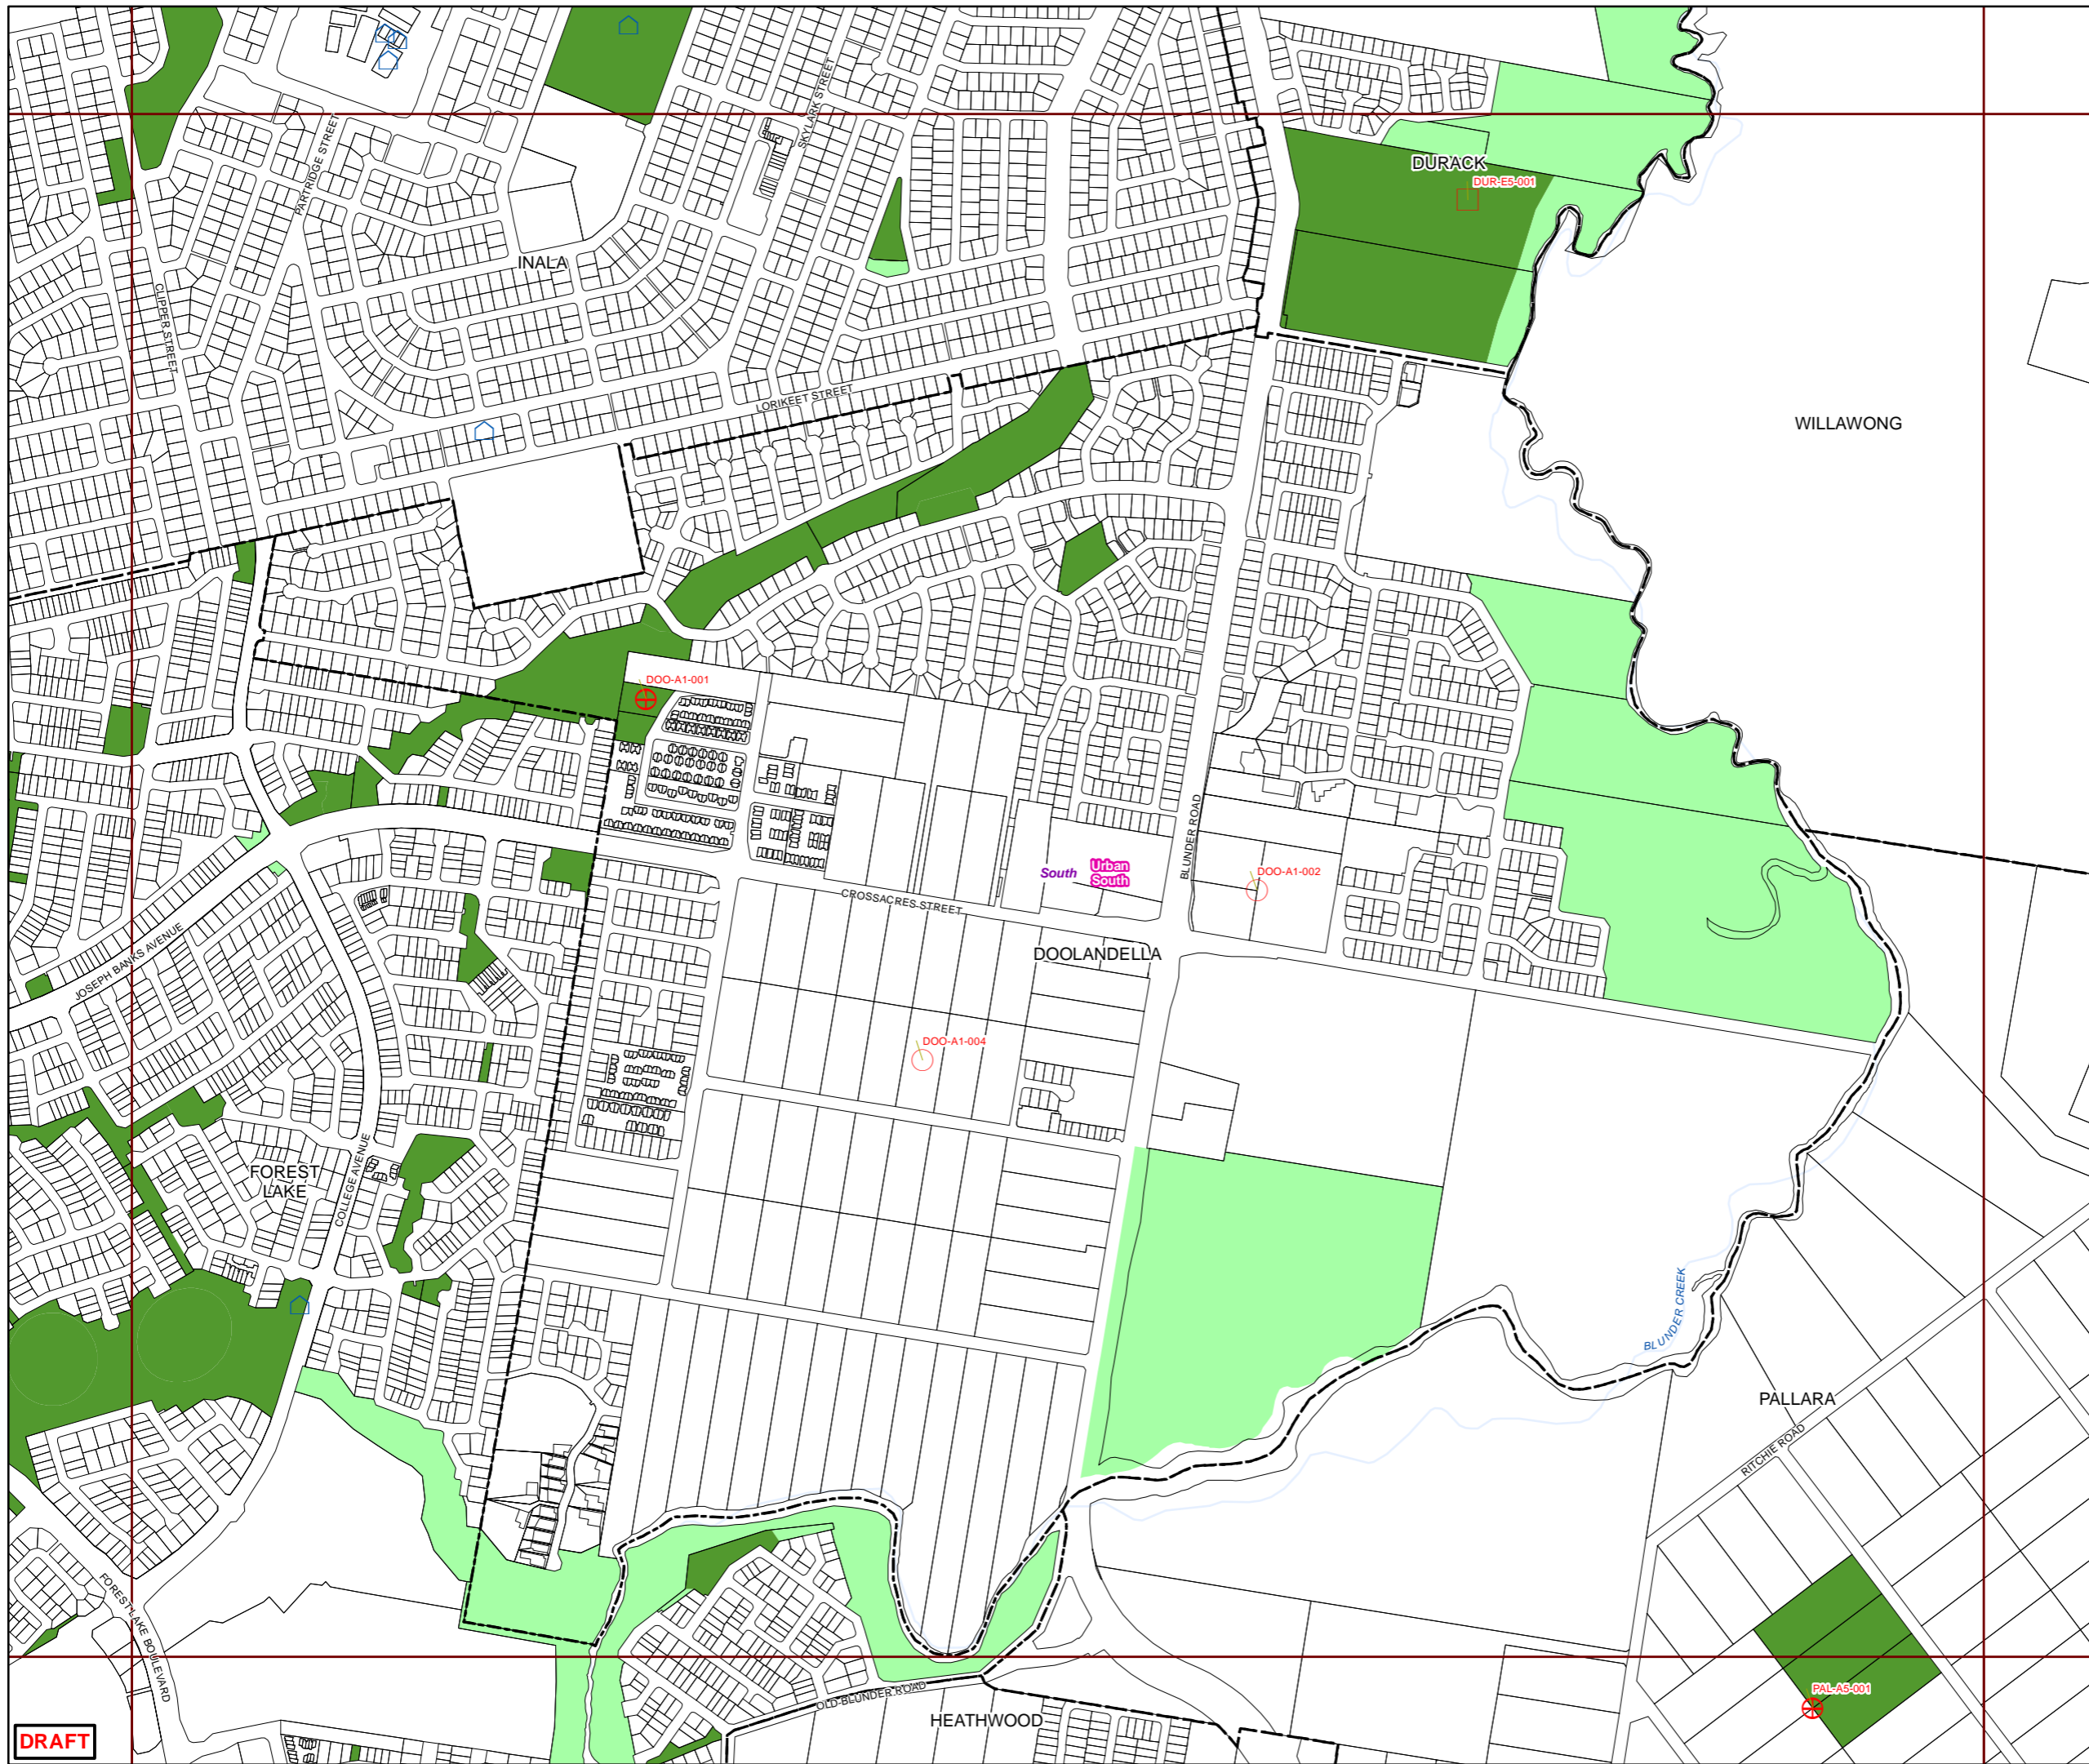 SKYLARK STREET
PARTRIDGE STREET
DURACK
DUR-E5-001
INALA
CLIPPER STREET
LORIKEET STREET
WILLAWONG
DOO-A1-001
BLUNDER ROAD
South
Urban
South
DOO-A1-002
CROSSACRES STREET
JOSEPH BANKS AVENUE
DOOLANDELLA
DOO-A1-004
COLLEGE AVENUE
FOREST
LAKE
BLUNDER CREEK
PALLARA
RITCHIE ROAD
FOREST LAKE BOULEVARD
OLD BLUNDER ROAD
PAL-A5-001
HEATHWOOD
DRAFT